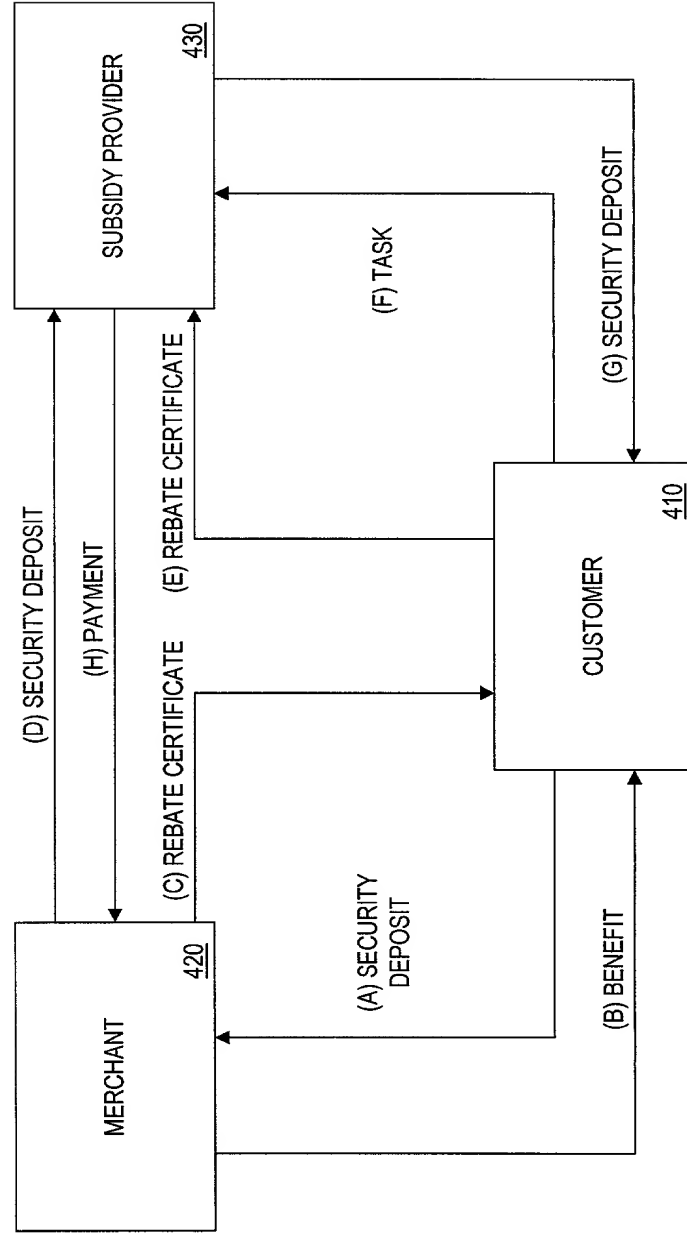 (D) SECURITY DEPOSIT
MERCHANT
420
(H) PAYMENT
SUBSIDY PROVIDER
430
(C) REBATE CERTIFICATE
(E) REBATE CERTIFICATE
(A) SECURITY
DEPOSIT
(F) TASK
(B) BENEFIT
CUSTOMER
410
(G) SECURITY DEPOSIT